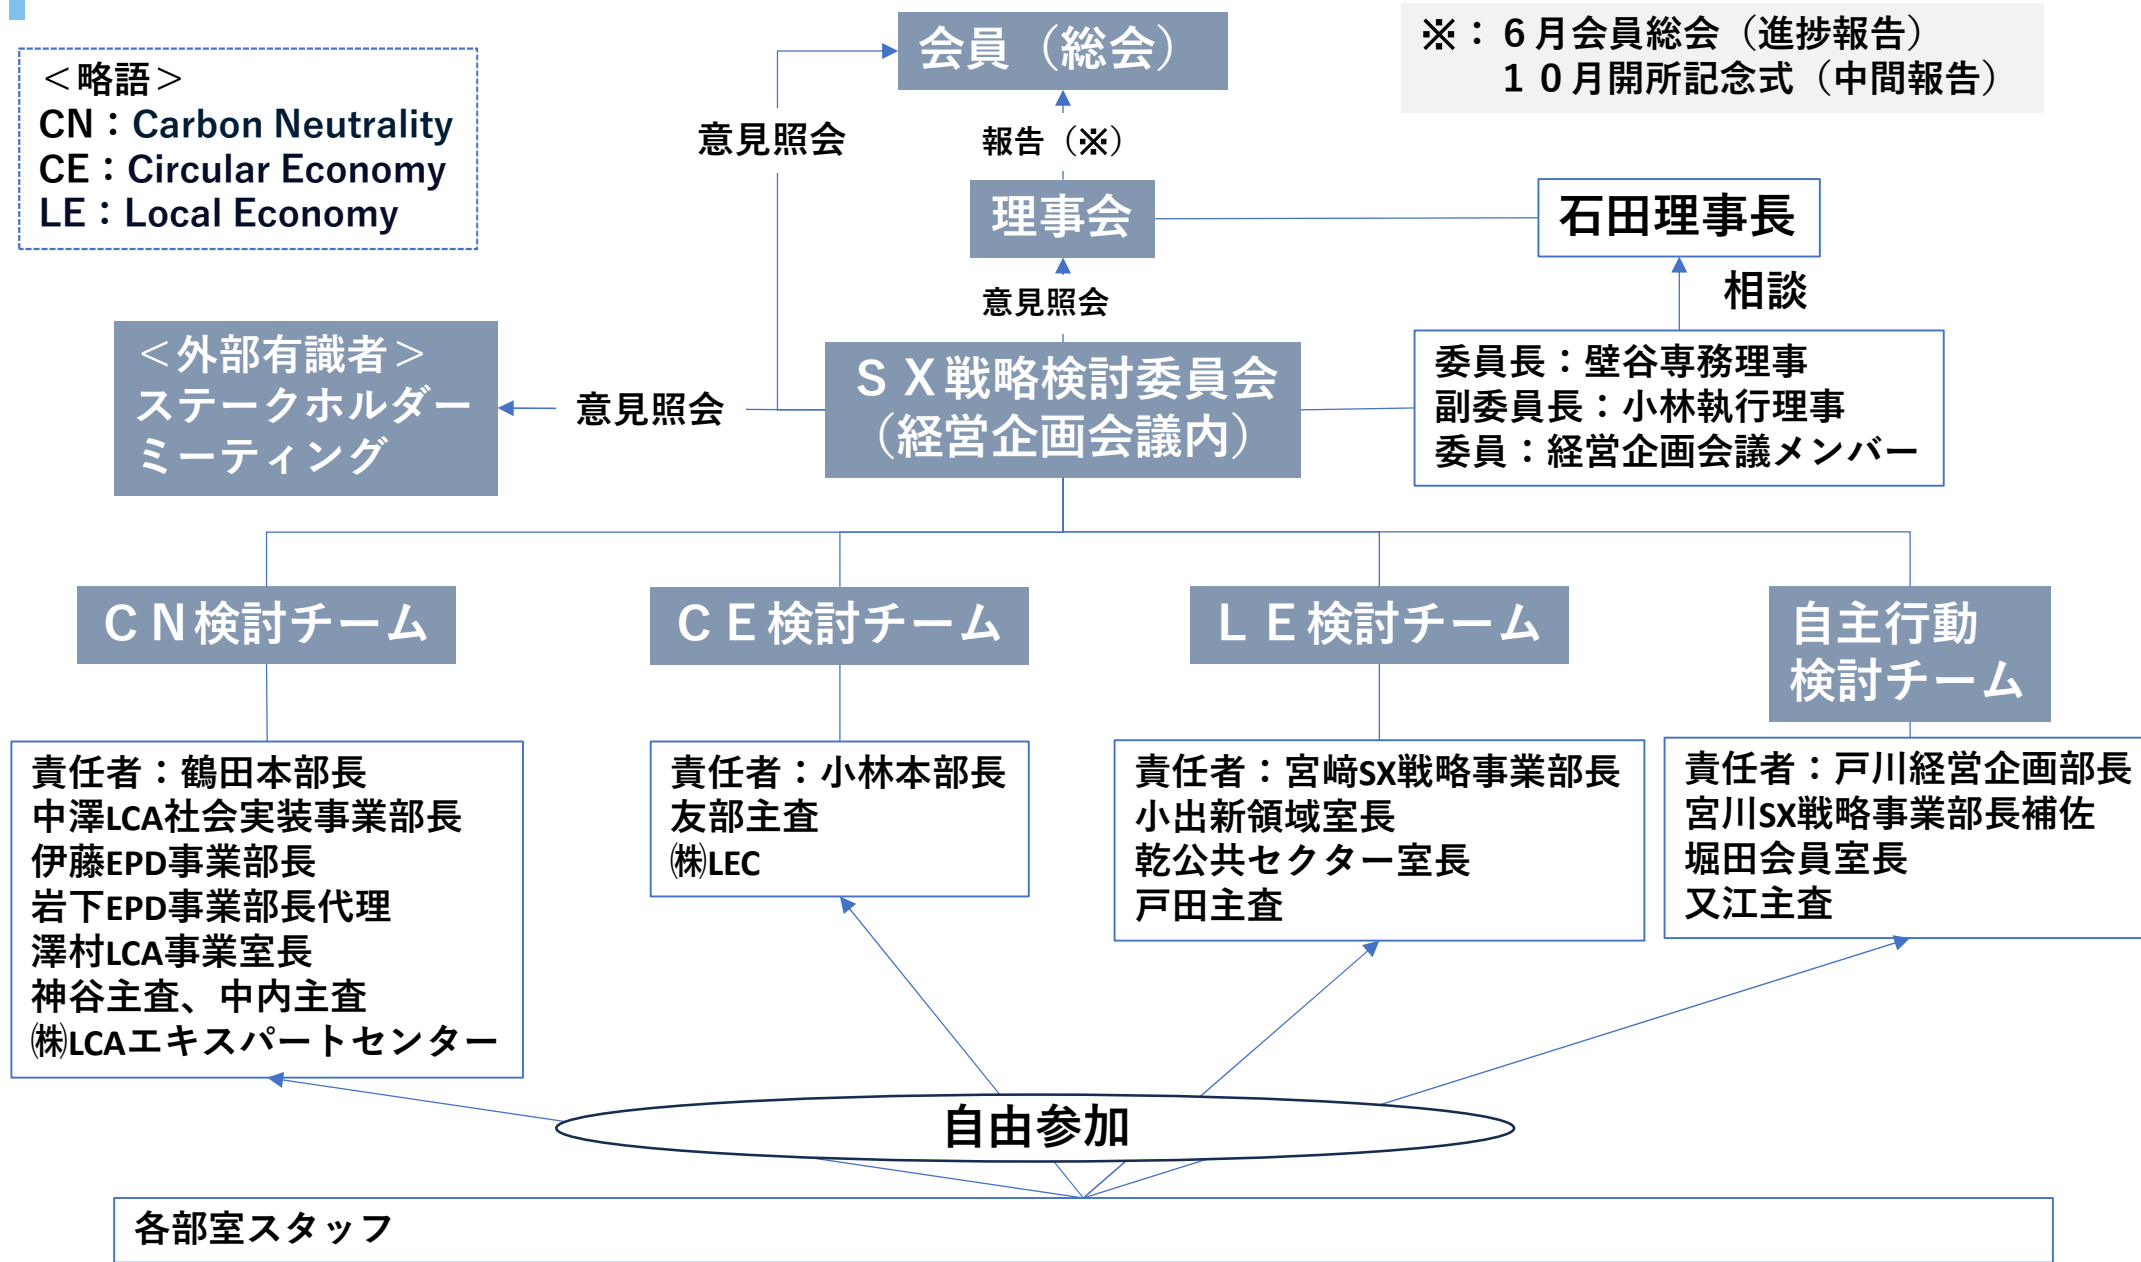 ＜略語＞
CN：Carbon Neutrality
CE：Circular Economy
LE：Local Economy
会員（総会）
※：６月会員総会（進捗報告）
１０月開所記念式（中間報告）
意見照会
報告（※）
理事会
石田理事長
意見照会
相談
＜外部有識者＞
ステークホルダー
ミーティング
意見照会
ＳＸ戦略検討委員会
（経営企画会議内）
委員長：壁谷専務理事
副委員長：小林執行理事
委員：経営企画会議メンバー
ＣＮ検討チーム
ＣＥ検討チーム
ＬＥ検討チーム
自主行動
検討チーム
責任者：鶴田本部長
中澤LCA社会実装事業部長
伊藤EPD事業部長
岩下EPD事業部長代理
澤村LCA事業室長
神谷主査、中内主査
㈱LCAエキスパートセンター
責任者：小林本部長
友部主査
㈱LEC
責任者：宮﨑SX戦略事業部長
小出新領域室長
乾公共セクター室長
戸田主査
責任者：戸川経営企画部長
宮川SX戦略事業部長補佐
堀田会員室長
又江主査
自由参加
各部室スタッフ